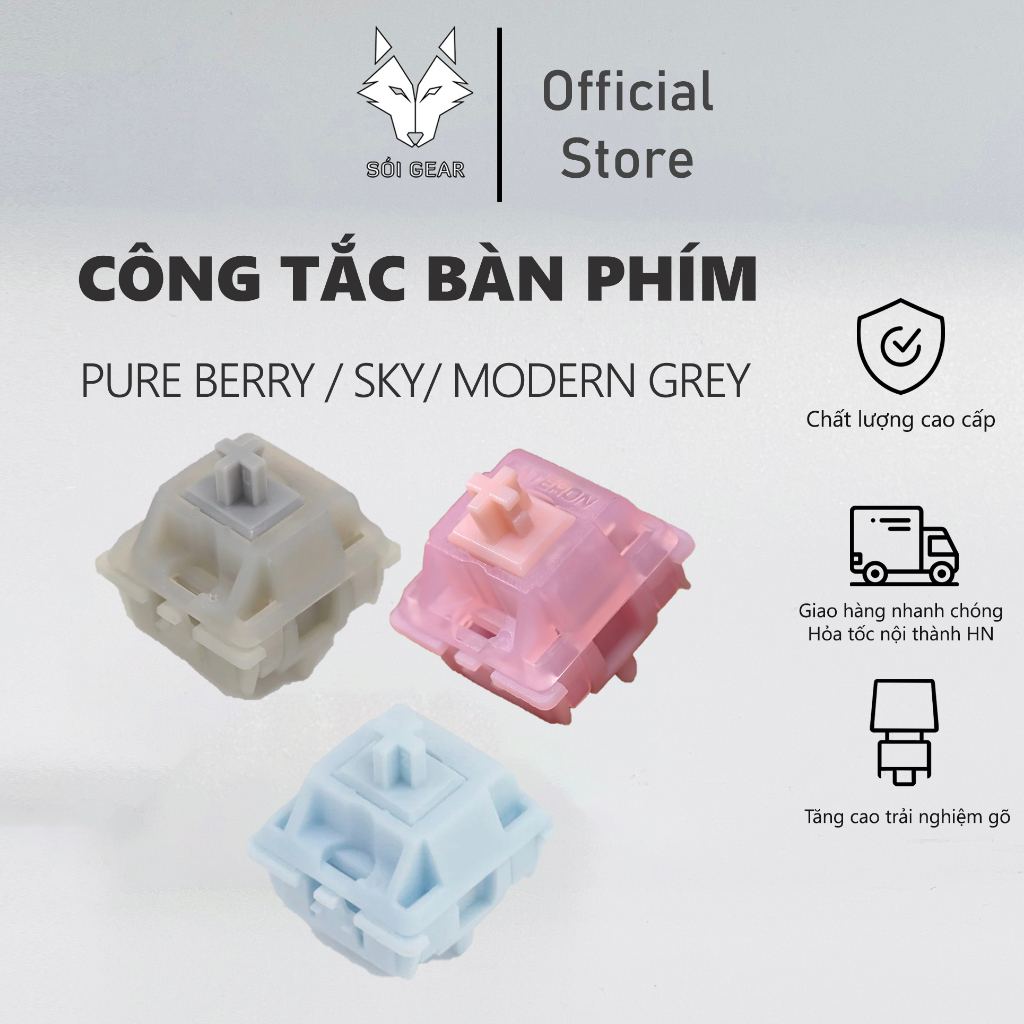 SÓI GEAR
Official
Store
CÔNG TẮC BÀN PHÍM
PURE BERRY / SKY/ MODERN GREY
Chất lượng cao cấp
Giao hàng nhanh chóng
Hỏa tốc nội thành HN
Tăng cao trải nghiệm gõ